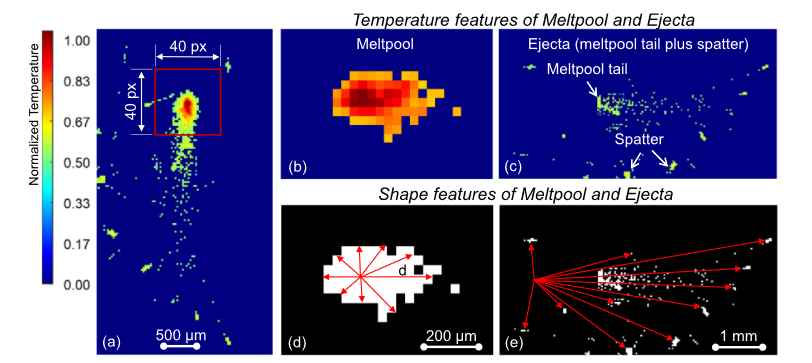 Temperature features of Meltpool and Ejecta
Normalized Temperature
1.00
0.83
0.67
0.50
0.33
0.17
0.00
40 px
40 px
(a)
500 µm
Meltpool
(b)
Ejecta (meltpool tail plus spatter)
Meltpool tail
Spatter
(c)
Shape features of Meltpool and Ejecta
d
(d)
200 µm
(e)
1 mm